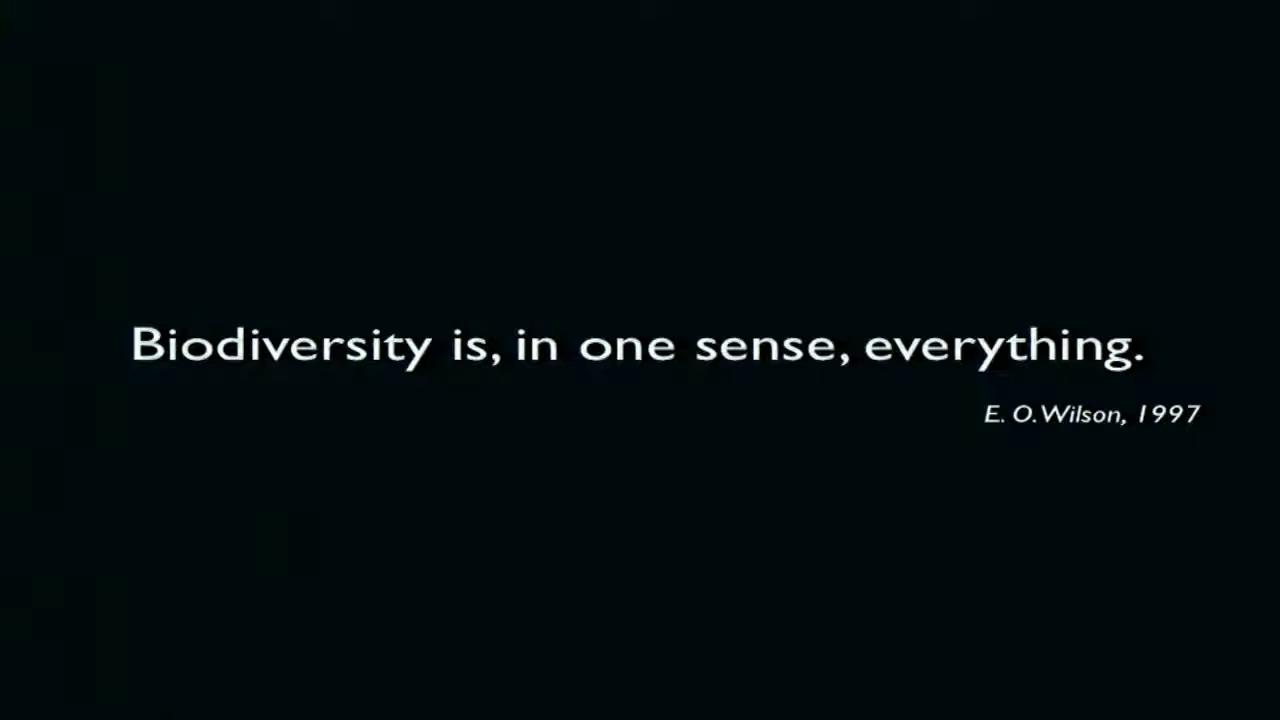 Biodiversity is, in one sense, everything.
E. O. Wilson, 1997